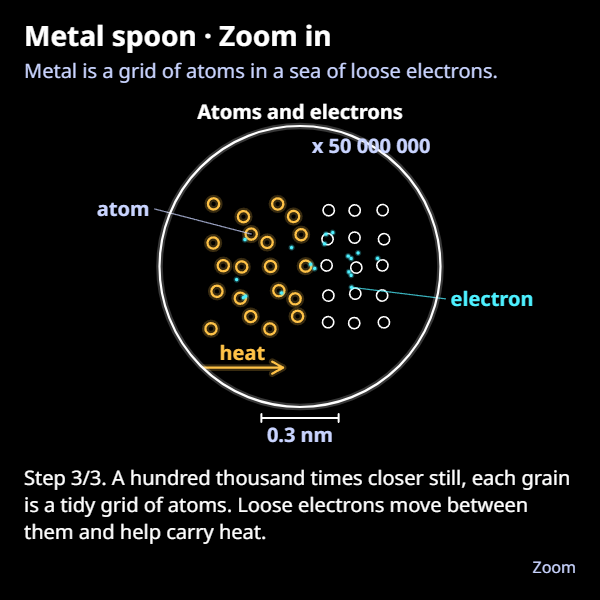 Metal spoon · Zoom in
Metal is a grid of atoms in a sea of loose electrons.
Atoms and electrons
x 50 000 000
atom
electron
heat
0.3 nm
Step 3/3. A hundred thousand times closer still, each grain
is a tidy grid of atoms. Loose electrons move between
them and help carry heat.
Zoom